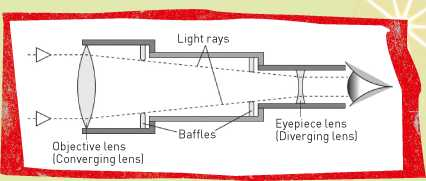 Light rays
Objective lens
(Converging lens)
Baffles
Eyepiece lens
(Diverging lens)